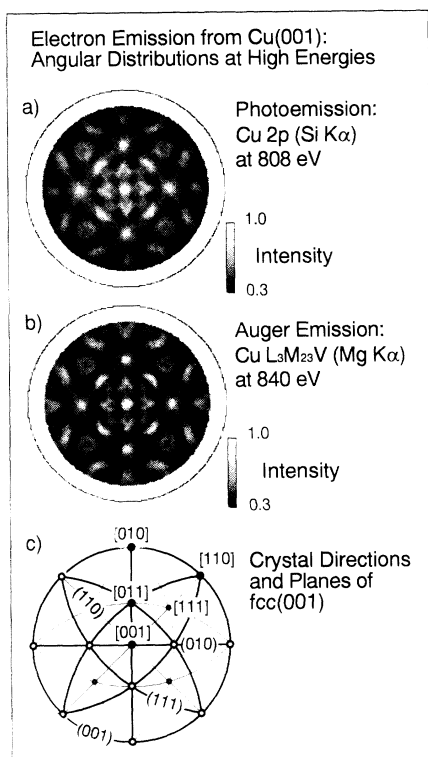 Electron Emission from Cu(001):
Angular Distributions at High Energies
a)
Photoemission:
Cu 2p (Si Kα)
at 808 eV
1.0
Intensity
0.3
b)
Auger Emission:
Cu L₃M₂₃V (Mg Kα)
at 840 eV
1.0
Intensity
0.3
c)
[010]
[110]
Crystal Directions
and Planes of
fcc(001)
[011]
(110)
[111]
[001]
(010)
(111)
(001)